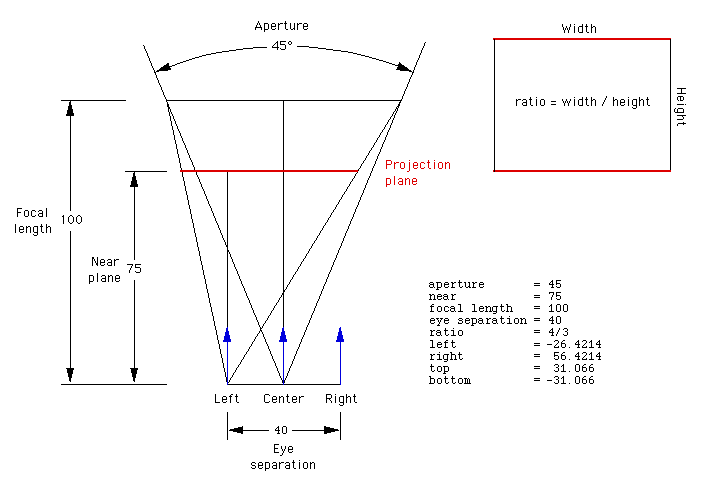 Aperture
45°
Width
ratio = width / height
Height
Projection
plane
Focal
length
100
Near
plane
75
aperture = 45
near = 75
focal length = 100
eye separation = 40
ratio = 4/3
left = -26.4214
right = 56.4214
top = 31.066
bottom = -31.066
Left
Center
Right
40
Eye
separation